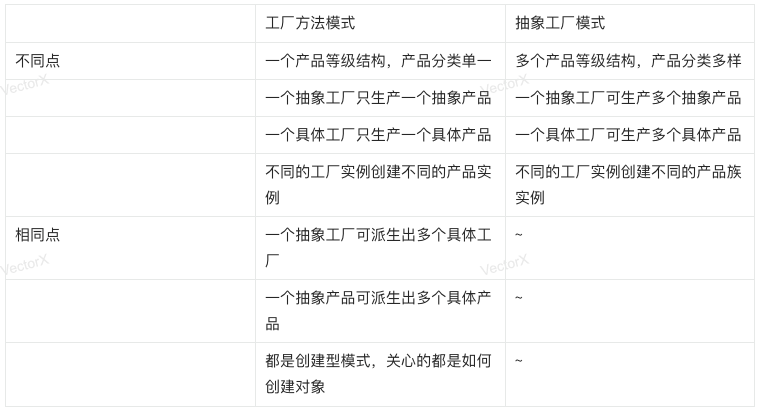 工厂方法模式 抽象工厂模式
不同点 一个产品等级结构，产品分类单一 多个产品等级结构，产品分类多样
一个抽象工厂只生产一个抽象产品 一个抽象工厂可生产多个抽象产品
一个具体工厂只生产一个具体产品 一个具体工厂可生产多个具体产品
不同的工厂实例创建不同的产品实
例
不同的工厂实例创建不同的产品族
实例
相同点 一个抽象工厂可派生出多个具体工
厂
~
一个抽象产品可派生出多个具体产
品
~
都是创建型模式，关心的都是如何
创建对象
~
VectorX
VectorX
VectorX
VectorX